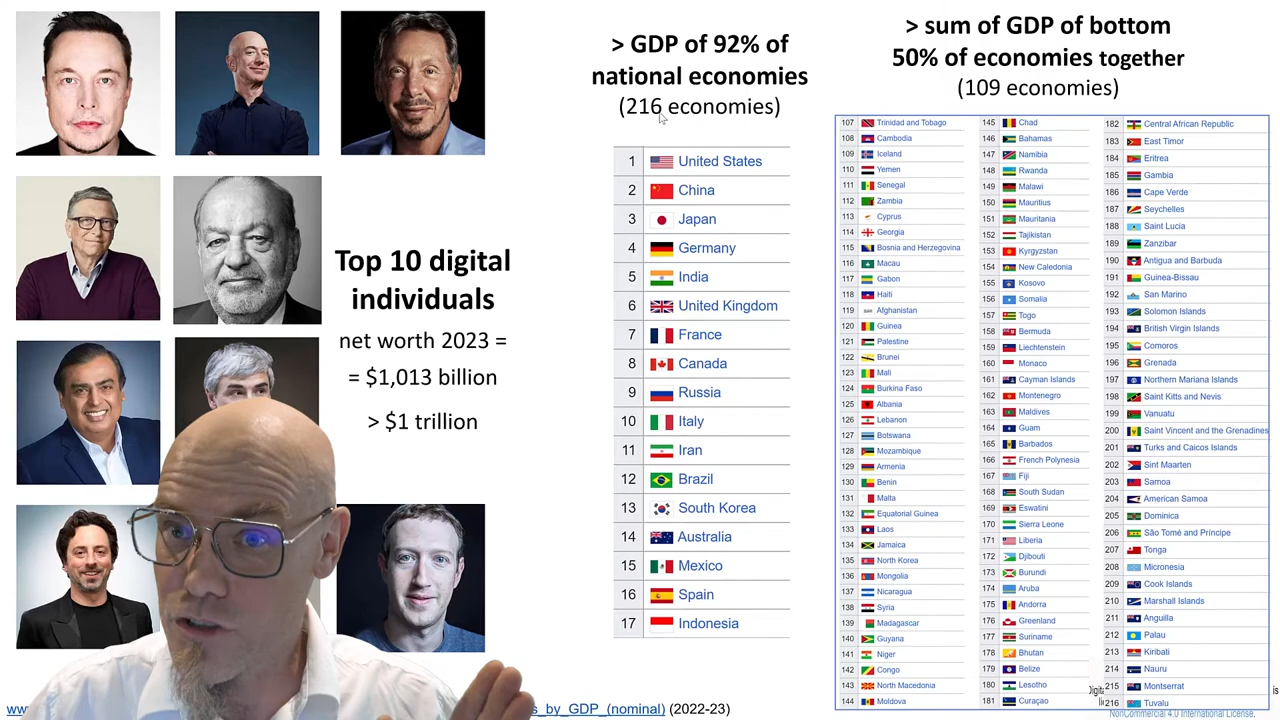 > GDP of 92% of
national economies
(216 economies)
> sum of GDP of bottom
50% of economies together
(109 economies)
Top 10 digital
individuals
net worth 2023 =
= $1,013 billion
> $1 trillion
1 United States
2 China
3 Japan
4 Germany
5 India
6 United Kingdom
7 France
8 Canada
9 Russia
10 Italy
11 Iran
12 Brazil
13 South Korea
14 Australia
15 Mexico
16 Spain
17 Indonesia
107 Trinidad and Tobago
108 Cambodia
109 Iceland
110 Yemen
111 Senegal
112 Zambia
113 Cyprus
114 Georgia
115 Bosnia and Herzegovina
116 Macau
117 Gabon
118 Haiti
119 Afghanistan
120 Guinea
121 Palestine
122 Brunei
123 Mali
124 Burkina Faso
125 Albania
126 Lebanon
127 Botswana
128 Mozambique
129 Armenia
130 Benin
131 Malta
132 Equatorial Guinea
133 Laos
134 Jamaica
135 North Korea
136 Mongolia
137 Nicaragua
138 Syria
139 Madagascar
140 Guyana
141 Niger
142 Congo
143 North Macedonia
144 Moldova
145 Chad
146 Bahamas
147 Namibia
148 Rwanda
149 Malawi
150 Mauritius
151 Mauritania
152 Tajikistan
153 Kyrgyzstan
154 New Caledonia
155 Kosovo
156 Somalia
157 Togo
158 Bermuda
159 Liechtenstein
160 Monaco
161 Cayman Islands
162 Montenegro
163 Maldives
164 Guam
165 Barbados
166 French Polynesia
167 Fiji
168 South Sudan
169 Eswatini
170 Sierra Leone
171 Liberia
172 Djibouti
173 Burundi
174 Aruba
175 Andorra
176 Greenland
177 Suriname
178 Bhutan
179 Belize
180 Lesotho
181 Curaçao
182 Central African Republic
183 East Timor
184 Eritrea
185 Gambia
186 Cape Verde
187 Seychelles
188 Saint Lucia
189 Zanzibar
190 Antigua and Barbuda
191 Guinea-Bissau
192 San Marino
193 Solomon Islands
194 British Virgin Islands
195 Comoros
196 Grenada
197 Northern Mariana Islands
198 Saint Kitts and Nevis
199 Vanuatu
200 Saint Vincent and the Grenadines
201 Turks and Caicos Islands
202 Sint Maarten
203 Samoa
204 American Samoa
205 Dominica
206 São Tomé and Príncipe
207 Tonga
208 Micronesia
209 Cook Islands
210 Marshall Islands
211 Anguilla
212 Palau
213 Kiribati
214 Nauru
215 Montserrat
216 Tuvalu
s_by_GDP_(nominal) (2022-23)
NonCommercial 4.0 International License.